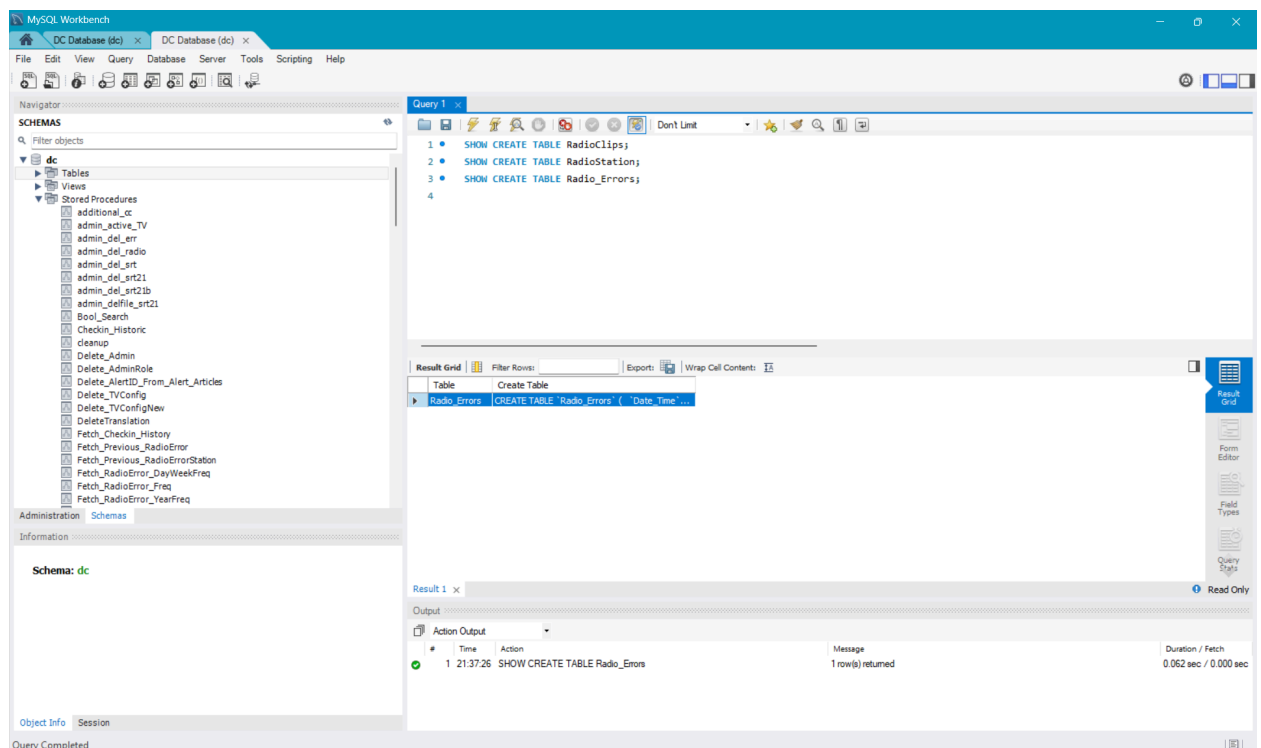 MySQL Workbench
DC Database (dc) × DC Database (dc) ×
File Edit View Query Database Server Tools Scripting Help
Navigator
SCHEMAS
Filter objects
dc
Tables
Views
Stored Procedures
additional_cc
admin_active_TV
admin_del_err
admin_del_radio
admin_del_srt
admin_del_srt21
admin_del_srt21b
admin_delfile_srt21
Bool_Search
Checkin_Historic
cleanup
Delete_Admin
Delete_AdminRole
Delete_AlertID_From_Alert_Articles
Delete_TVConfig
Delete_TVConfigNew
DeleteTranslation
Fetch_Checkin_History
Fetch_Previous_RadioError
Fetch_Previous_RadioErrorStation
Fetch_RadioError_DayWeekFreq
Fetch_RadioError_Freq
Fetch_RadioError_YearFreq
Administration Schemas
Information
Schema: dc
Object Info Session
Query Completed
Query 1 ×
Don't Limit
1 SHOW CREATE TABLE RadioClips;
2 SHOW CREATE TABLE RadioStation;
3 SHOW CREATE TABLE Radio_Errors;
4
Result Grid Filter Rows: Export: Wrap Cell Content:
Table Create Table
Radio_Errors CREATE TABLE `Radio_Errors` ( `Date_Time`...
Result Grid
Form Editor
Field Types
Query Stats
Result 1 × Read Only
Output
Action Output
# Time Action Message Duration / Fetch
1 21:37:26 SHOW CREATE TABLE Radio_Errors 1 row(s) returned 0.062 sec / 0.000 sec